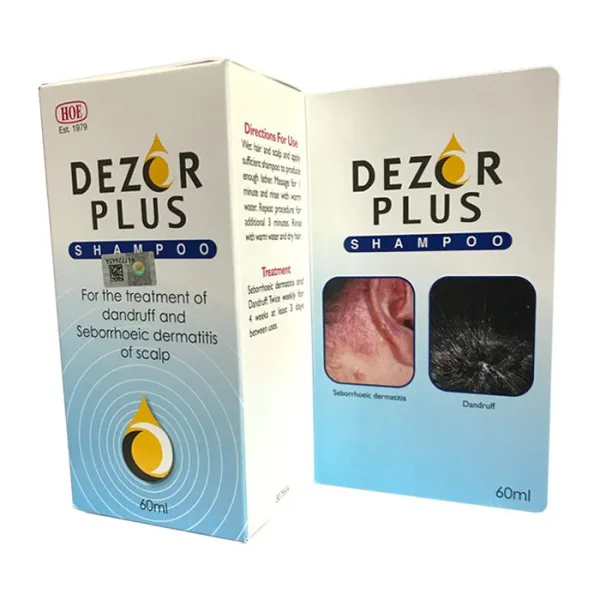 HOE
Est. 1979
DEZOR
PLUS
SHAMPOO
For the treatment of
dandruff and
Seborrhoeic dermatitis
of scalp
60ml
Directions For Use
Wet hair and scalp and apply
sufficient shampoo to produce
enough lather. Massage for 1
minute and rinse with warm
water. Repeat procedure for
additional 3 minutes. Rinse
with warm water and dry hair.
Treatment
Seborrhoeic dermatitis and
Dandruff: Twice weekly for
4 weeks at least 3 days
between uses.
DEZOR
PLUS
SHAMPOO
Seborrhoeic dermatitis
Dandruff
60ml